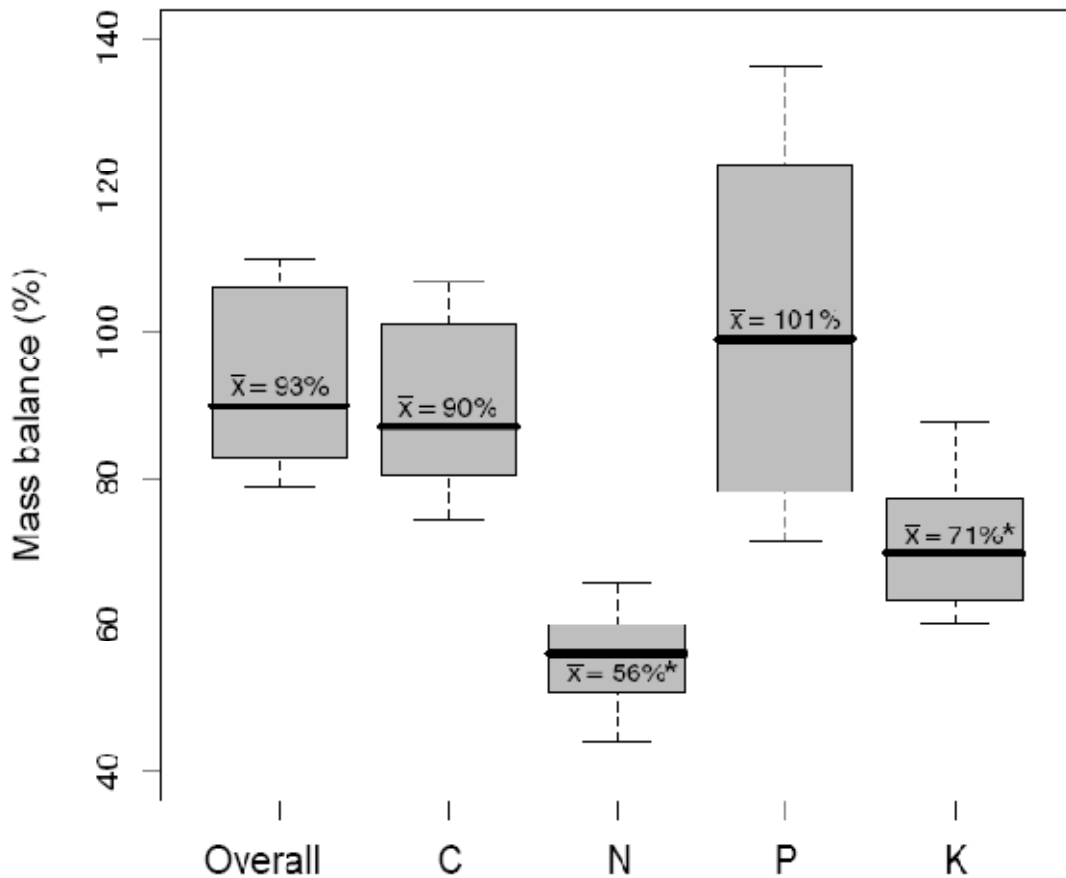 Mass balance (%)
140
120
100
80
60
40
x̅ = 93%
x̅ = 90%
x̅ = 56%*
x̅ = 101%
x̅ = 71%*
Overall C N P K